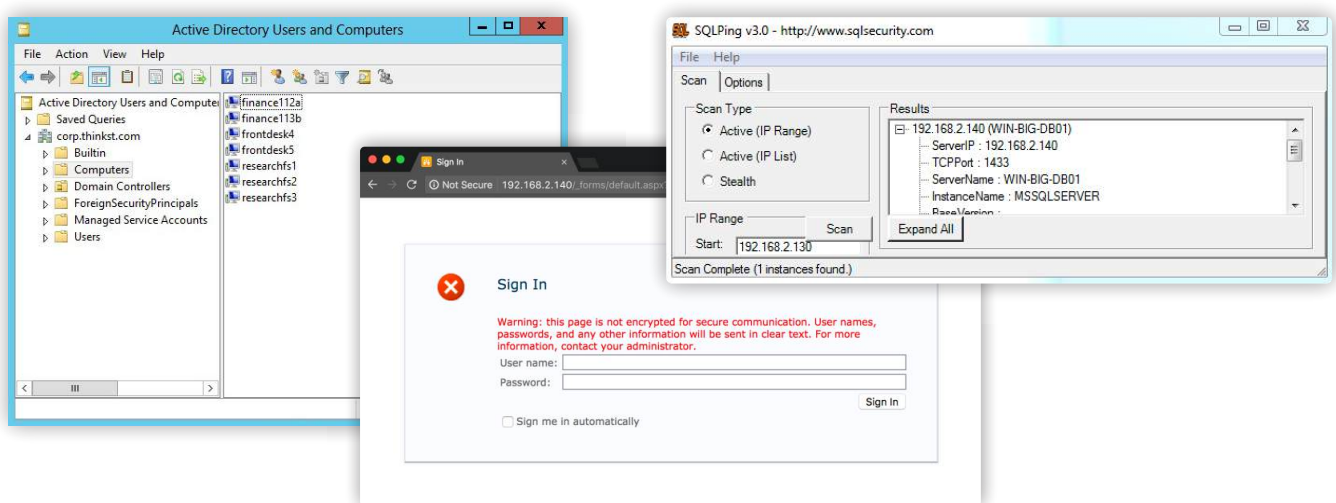 Active Directory Users and Computers
File Action View Help
Active Directory Users and Computer
Saved Queries
corp.thinkst.com
Builtin
Computers
Domain Controllers
ForeignSecurityPrincipals
Managed Service Accounts
Users
finance112a
finance113b
frontdesk4
frontdesk5
researchfs1
researchfs2
researchfs3
Sign In
Not Secure 192.168.2.140/_forms/default.aspx
Sign In
Warning: this page is not encrypted for secure communication. User names,
passwords, and any other information will be sent in clear text. For more
information, contact your administrator.
User name:
Password:
Sign In
Sign me in automatically
SQLPing v3.0 - http://www.sqlsecurity.com
File Help
Scan Options
Scan Type
Active (IP Range)
Active (IP List)
Stealth
IP Range
Scan
Start: 192.168.2.130
Results
192.168.2.140 (WIN-BIG-DB01)
ServerIP : 192.168.2.140
TCPPort : 1433
ServerName : WIN-BIG-DB01
InstanceName : MSSQLSERVER
BaseVersion :
Expand All
Scan Complete (1 instances found.)